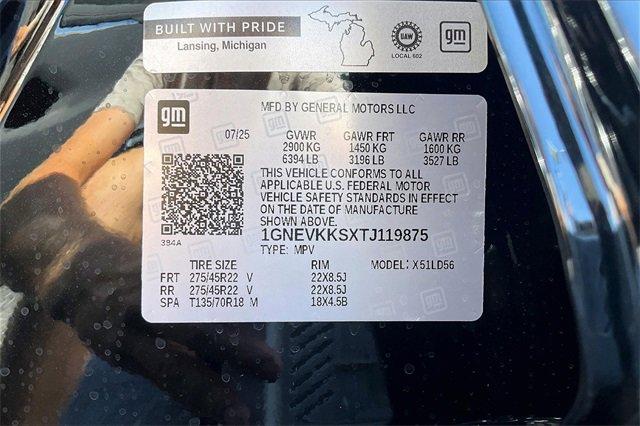 BUILT WITH PRIDE
Lansing, Michigan
UAW
LOCAL 602
gm
gm
MFD BY GENERAL MOTORS LLC
07/25 GVWR GAWR FRT GAWR RR
2900 KG 1450 KG 1600 KG
6394 LB 3196 LB 3527 LB
THIS VEHICLE CONFORMS TO ALL
APPLICABLE U.S. FEDERAL MOTOR
VEHICLE SAFETY STANDARDS IN EFFECT
ON THE DATE OF MANUFACTURE
SHOWN ABOVE.
394A
1GNEVKKSXTJ119875
TYPE: MPV
TIRE SIZE RIM MODEL: X51LD56
FRT 275/45R22 V 22X8.5J
RR 275/45R22 V 22X8.5J
SPA T135/70R18 M 18X4.5B